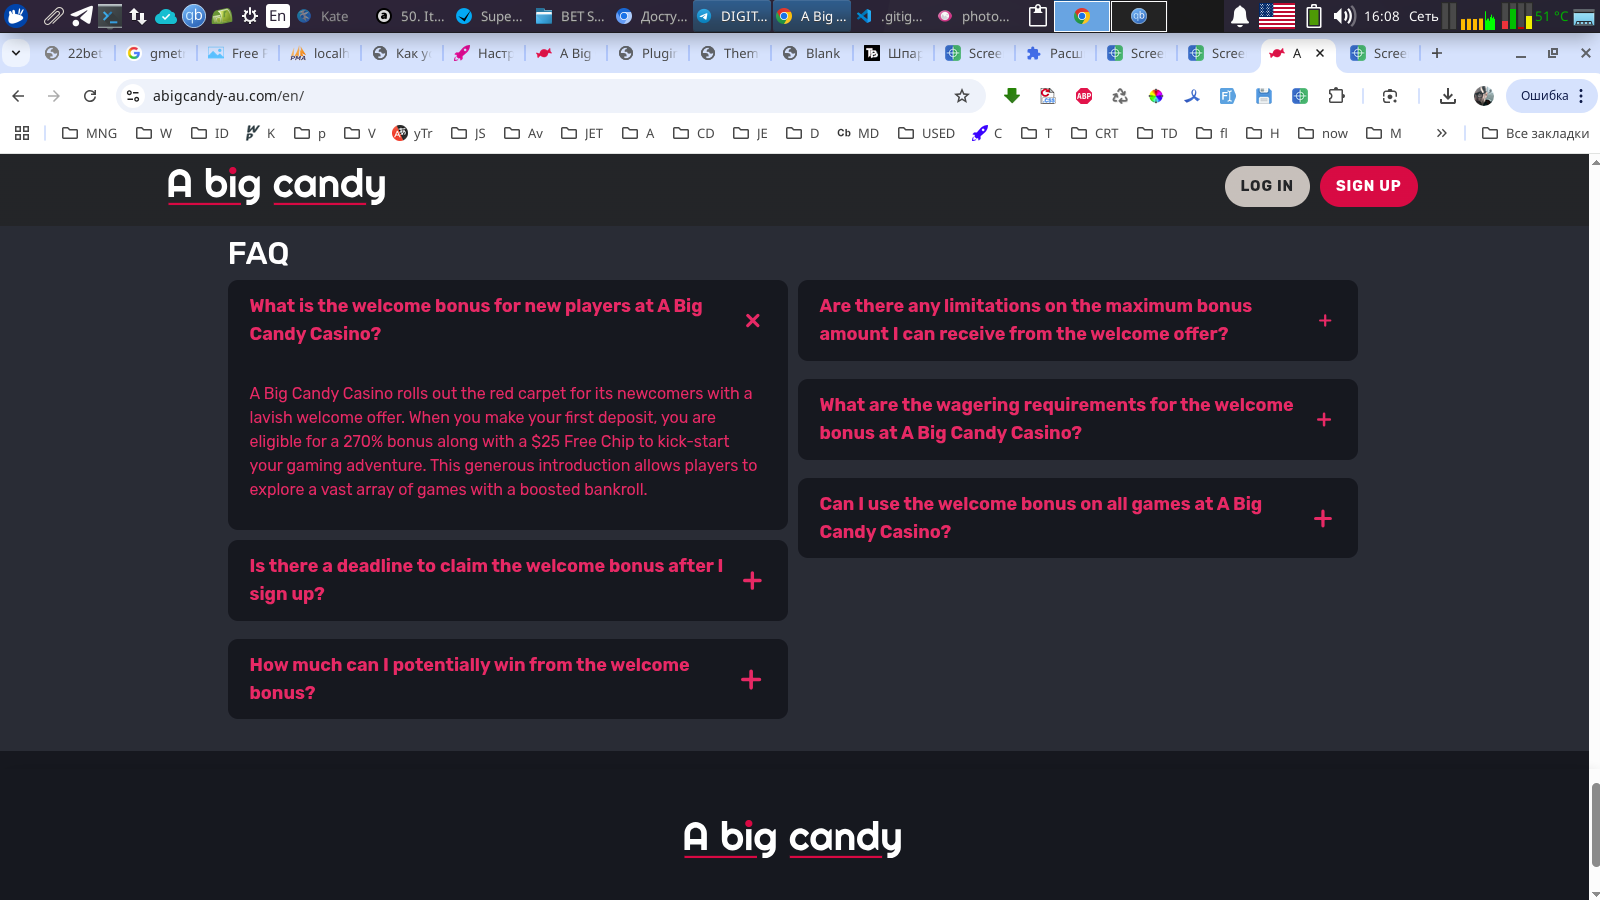 En
Kate
50. It...
Supe...
BET S...
Досту...
DIGIT...
A Big ...
.gitig...
photo...
16:08
Сеть
51 °C
22bet
gmet
Free
localh
Как
Настр
A Big
Plugi
Them
Blank
Шпар
Scree
Расш
Scree
Scree
A
Scree
abigcandy-au.com/en/
ABP
Ошибка
MNG
W
ID
K
p
V
yTr
JS
Av
JET
A
CD
JE
D
Cb
MD
USED
C
T
CRT
TD
fl
H
now
M
Все закладки
A big candy
LOG IN
SIGN UP
FAQ
What is the welcome bonus for new players at A Big
Candy Casino?
A Big Candy Casino rolls out the red carpet for its newcomers with a
lavish welcome offer. When you make your first deposit, you are
eligible for a 270% bonus along with a $25 Free Chip to kick-start
your gaming adventure. This generous introduction allows players to
explore a vast array of games with a boosted bankroll.
Is there a deadline to claim the welcome bonus after I
sign up?
How much can I potentially win from the welcome
bonus?
Are there any limitations on the maximum bonus
amount I can receive from the welcome offer?
What are the wagering requirements for the welcome
bonus at A Big Candy Casino?
Can I use the welcome bonus on all games at A Big
Candy Casino?
A big candy